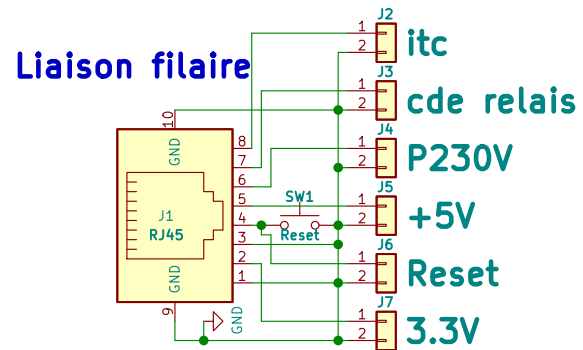 J2
1
2
itc
Liaison filaire
J3
1
2
cde relais
10
GND
J4
1
2
P230V
8
7
6
5
4
3
2
1
J1
RJ45
SW1
Reset
J5
1
2
+5V
J6
1
2
Reset
GND
9
GND
J7
1
2
3.3V